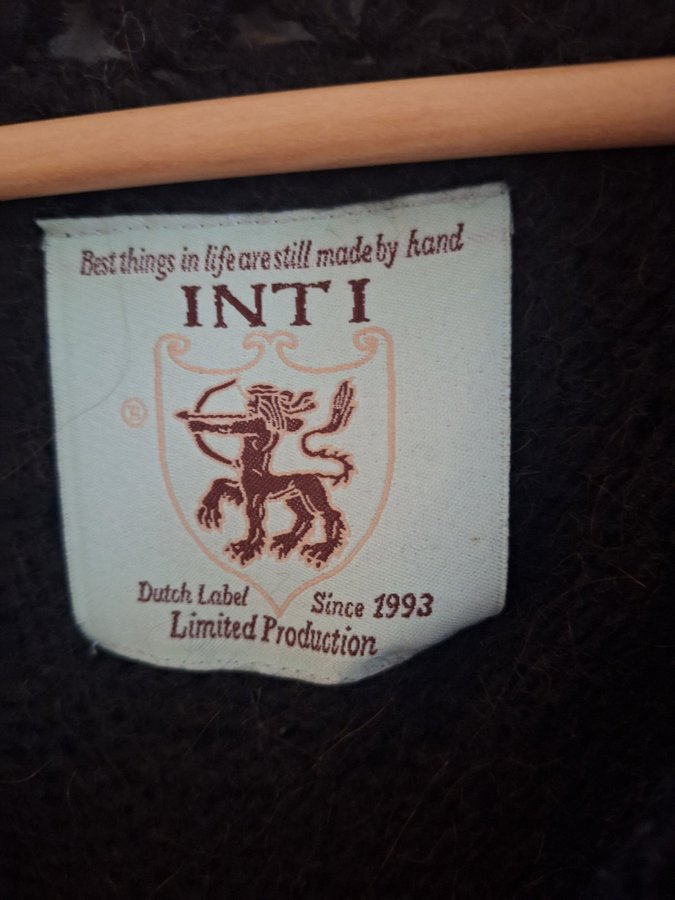 Best things in life are still made by hand
INTI
Dutch Label
Since 1993
Limited Production